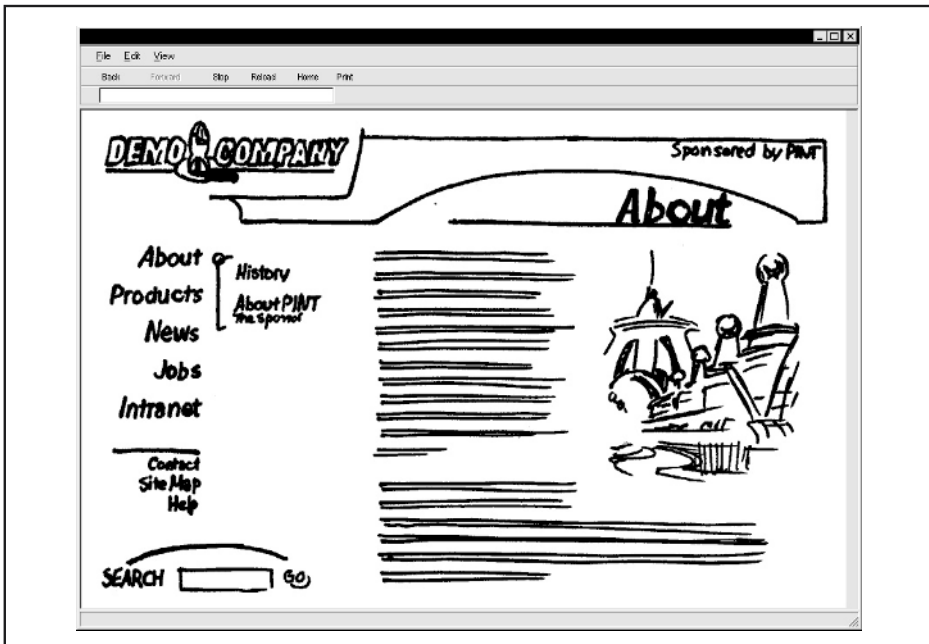 File Edit View
Back Forward Stop Reload Home Print
DEMO COMPANY
Sponsored by PINT
About
About
History
Products
About PINT
the sponsor
News
Jobs
Intranet
Contact
Site Map
Help
SEARCH GO